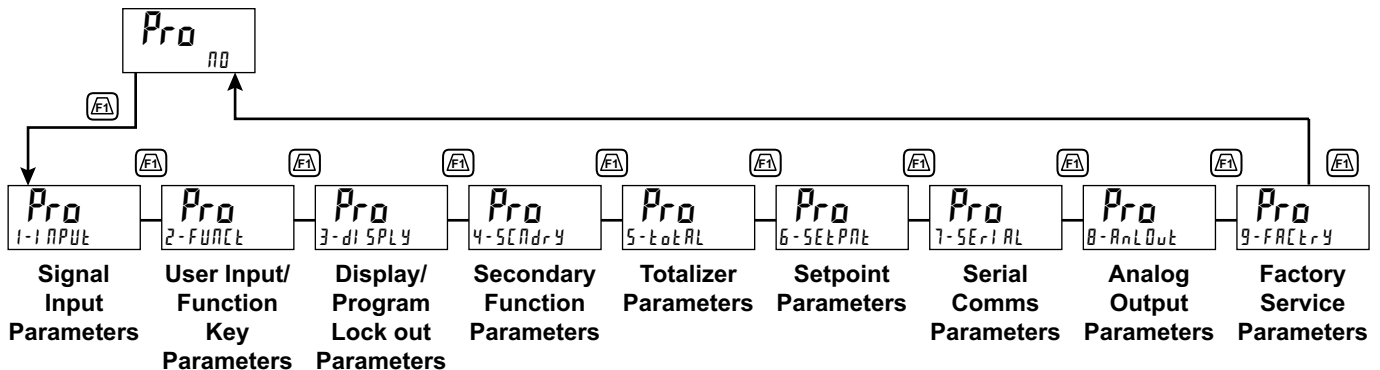 Pro
NO
F1
F1 F1 F1 F1 F1 F1 F1 F1 F1
Pro Pro Pro Pro Pro Pro Pro Pro Pro
1-INPUt 2-FUNCt 3-dISPLY 4-SCNdrY 5-totAL 6-SEtPNt 7-SErIAL 8-AnLOut 9-FACtrY
Signal
Input
Parameters
User Input/
Function
Key
Parameters
Display/
Program
Lock out
Parameters
Secondary
Function
Parameters
Totalizer
Parameters
Setpoint
Parameters
Serial
Comms
Parameters
Analog
Output
Parameters
Factory
Service
Parameters